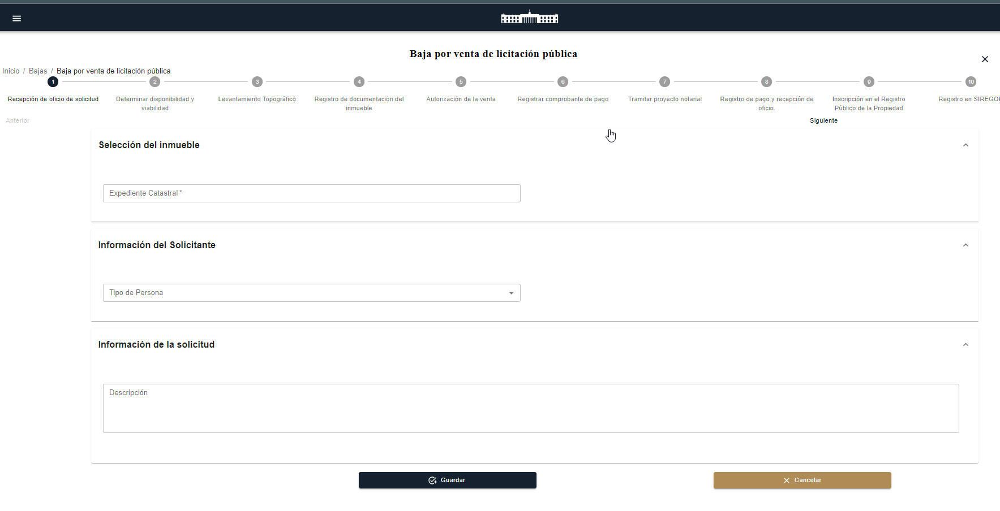 Baja por venta de licitación pública
Inicio / Bajas / Baja por venta de licitación pública
1
2
3
4
5
6
7
8
9
10
Recepción de oficio de solicitud
Determinar disponibilidad y
viabilidad
Levantamiento Topográfico
Registro de documentación del
inmueble
Autorización de la venta
Registrar comprobante de pago
Tramitar proyecto notarial
Registro de pago y recepción de
oficio.
Inscripción en el Registro
Público de la Propiedad
Registro en SIREGO
Anterior
Siguiente
Selección del inmueble
Expediente Catastral *
Información del Solicitante
Tipo de Persona
Información de la solicitud
Descripción
Guardar
Cancelar